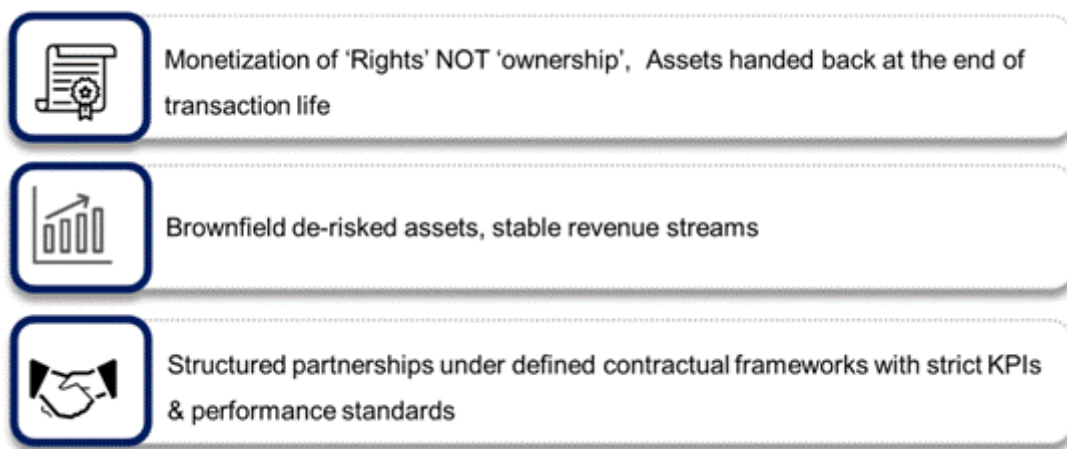 Monetization of ‘Rights’ NOT ‘ownership’, Assets handed back at the end of
transaction life
Brownfield de-risked assets, stable revenue streams
Structured partnerships under defined contractual frameworks with strict KPIs
& performance standards